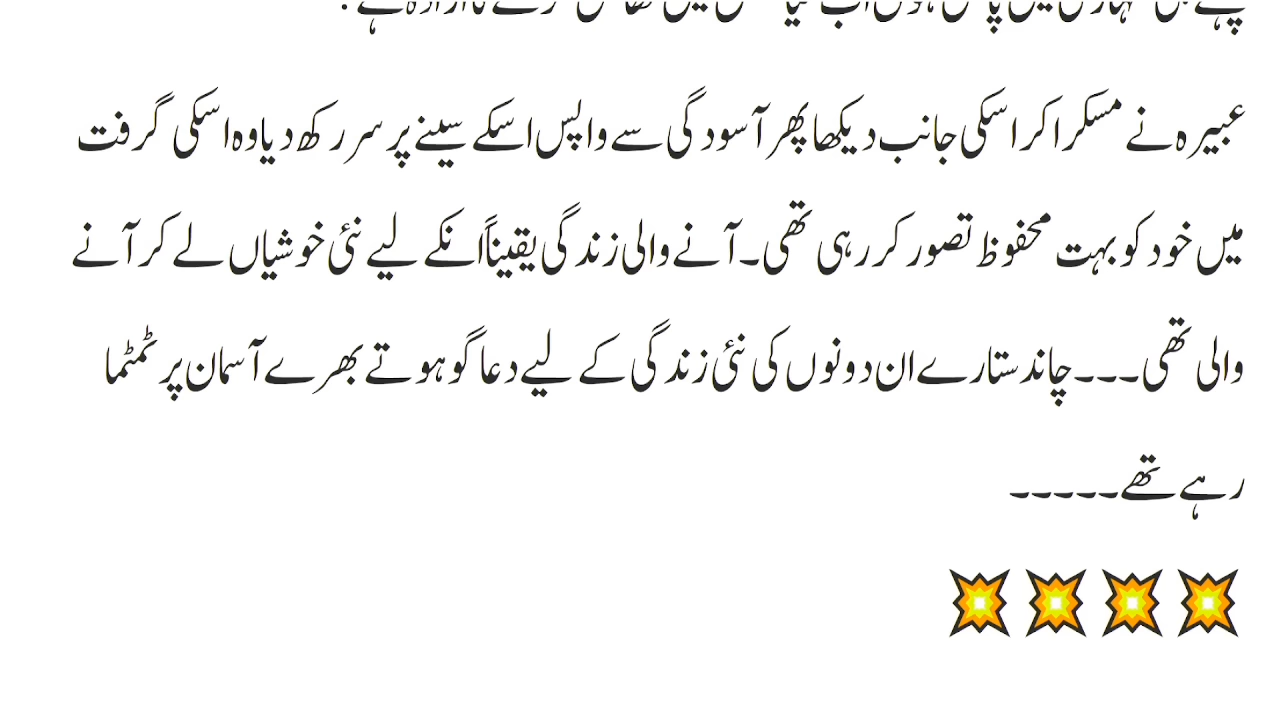 عبیرہ نے مسکرا کر اسکی جانب دیکھا پھر آسودگی سے واپس اسکے سینے پر سر رکھ دیا وہ اسکی گرفت
میں خود کو بہت محفوظ تصور کر رہی تھی۔ آنے والی زندگی یقیناً انکے لیے نئی خوشیاں لے کر آنے
والی تھی۔۔۔ چاند ستارے ان دونوں کی نئی زندگی کے لیے دعا گو ہوتے بھرے آسمان پر ٹمٹما
رہے تھے۔۔۔۔۔